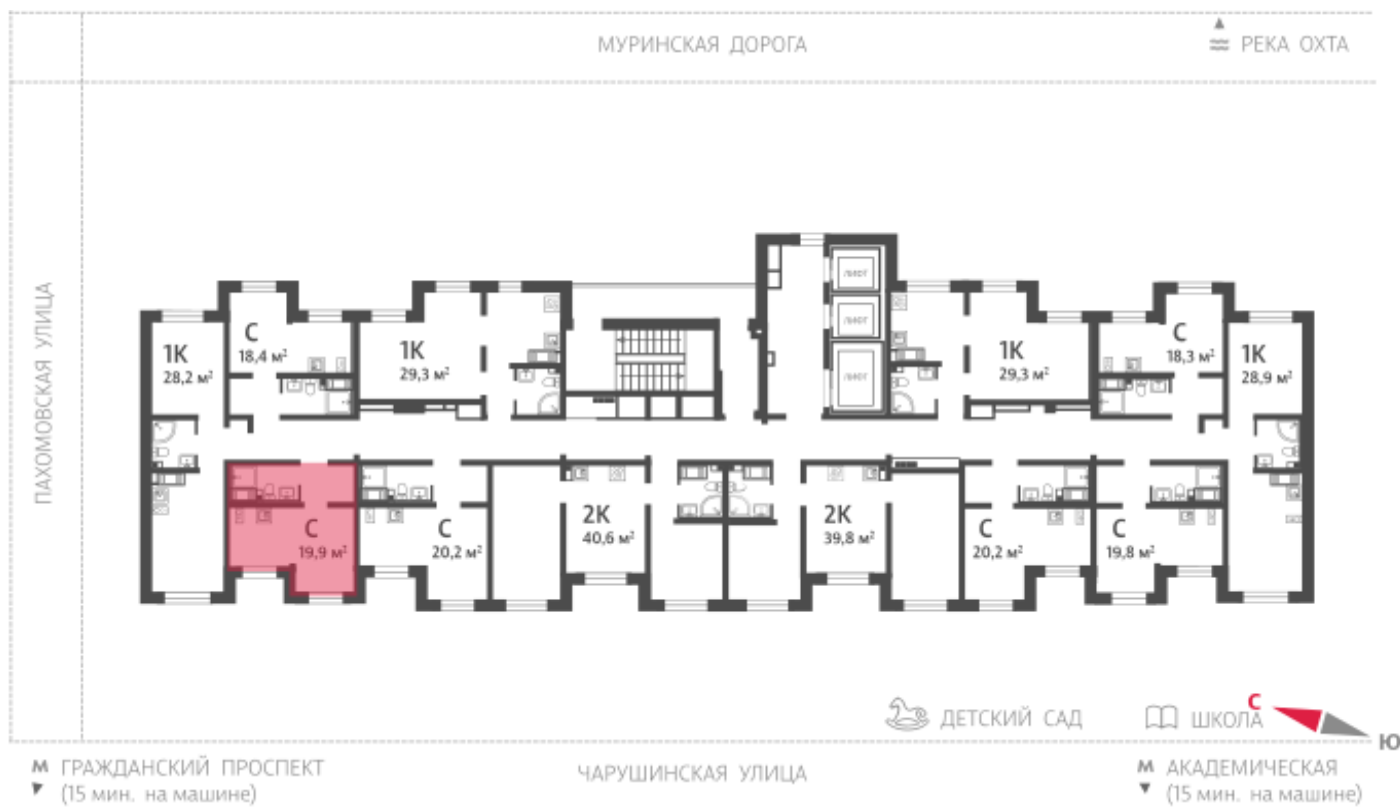 МУРИНСКАЯ ДОРОГА
РЕКА ОХТА
ПАХОМОВСКАЯ УЛИЦА
ЛИФТ
ЛИФТ
ЛИФТ
1К
28,2 м²
С
18,4 м²
1К
29,3 м²
1К
29,3 м²
С
18,3 м²
1К
28,9 м²
С
19,9 м²
С
20,2 м²
2К
40,6 м²
2К
39,8 м²
С
20,2 м²
С
19,8 м²
ДЕТСКИЙ САД
ШКОЛА
С
Ю
М ГРАЖДАНСКИЙ ПРОСПЕКТ
(15 мин. на машине)
ЧАРУШИНСКАЯ УЛИЦА
М АКАДЕМИЧЕСКАЯ
(15 мин. на машине)